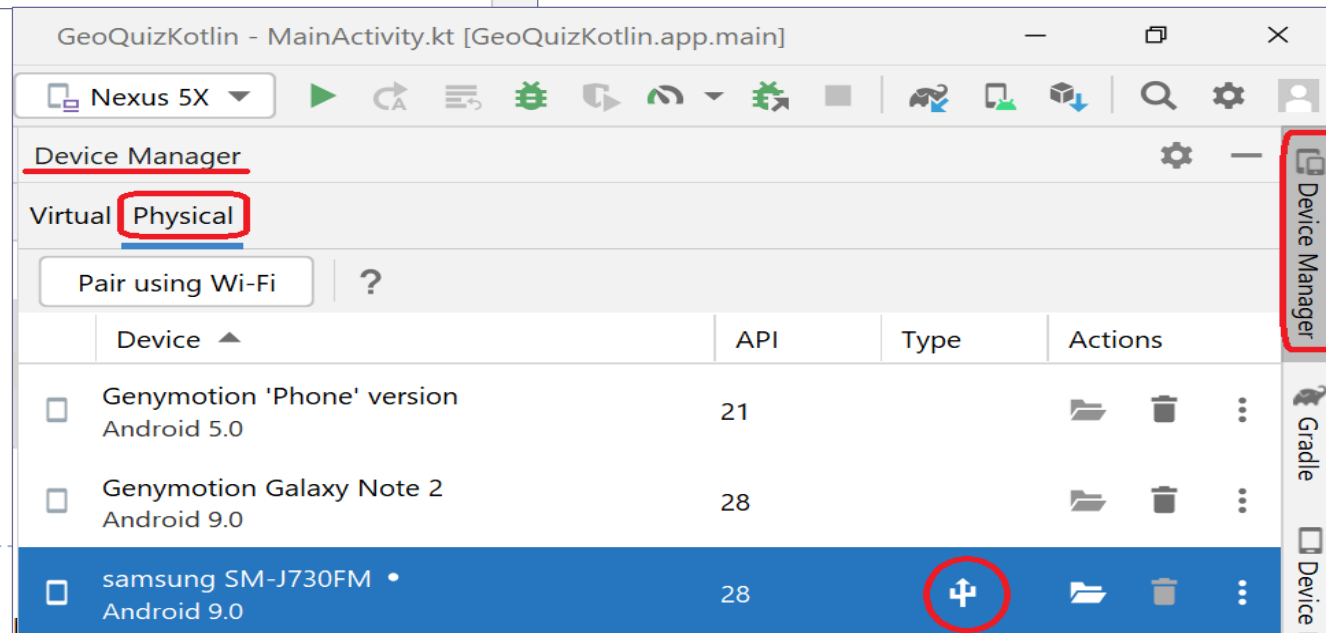 GeoQuizKotlin - MainActivity.kt [GeoQuizKotlin.app.main]
Nexus 5X
Device Manager
Virtual Physical
Pair using Wi-Fi ?
Device API Type Actions
Genymotion 'Phone' version
Android 5.0
21
Genymotion Galaxy Note 2
Android 9.0
28
samsung SM-J730FM •
Android 9.0
28
Device Manager
Gradle
Device